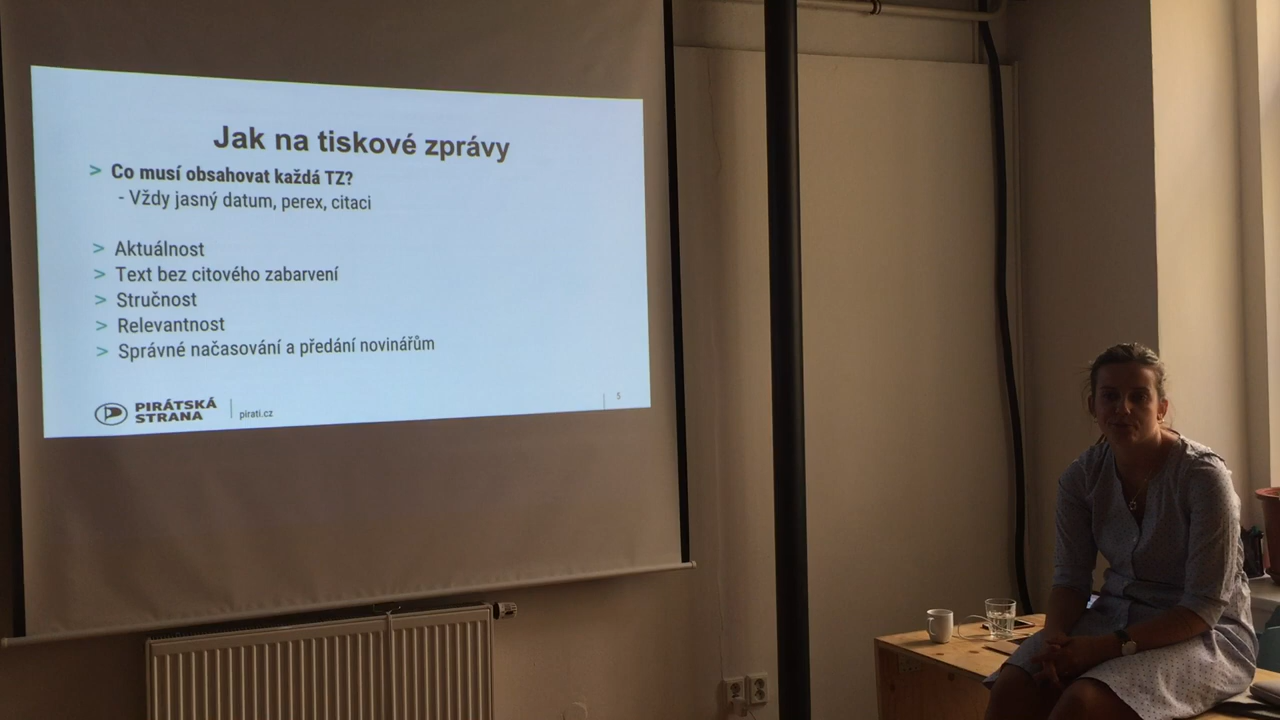 Jak na tiskové zprávy
> Co musí obsahovat každá TZ?
- Vždy jasný datum, perex, citaci
> Aktuálnost
> Text bez citového zabarvení
> Stručnost
> Relevantnost
> Správné načasování a předání novinářům
PIRÁTSKÁ
STRANA
pirati.cz
5